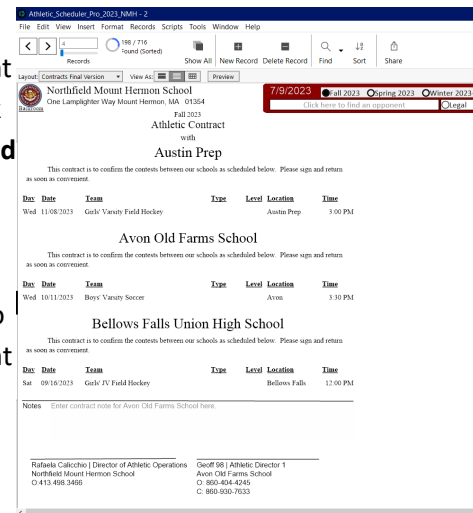 Athletic_Scheduler_Pro_2023_NMH - 2
File Edit View Insert Format Records Scripts Tools Window Help
4
198 / 716
Found (Sorted)
Records
Show All New Record Delete Record Find Sort Share
Layout: Contracts Final Version View As: Preview
Northfield Mount Hermon School
One Lamplighter Way Mount Hermon, MA 01354
7/9/2023 Fall 2023 Spring 2023 OWinter 2023
Click here to find an opponent Legal
Fall 2023
Athletic Contract
with
Austin Prep
This contract is to confirm the contests between our schools as scheduled below. Please sign and return
as soon as convenient.
Day Date Team Type Level Location Time
Wed 11/08/2023 Girls' Varsity Field Hockey Austin Prep 3:00 PM
Avon Old Farms School
This contract is to confirm the contests between our schools as scheduled below. Please sign and return
as soon as convenient.
Day Date Team Type Level Location Time
Wed 10/11/2023 Boys' Varsity Soccer Avon 3:30 PM
Bellows Falls Union High School
This contract is to confirm the contests between our schools as scheduled below. Please sign and return
as soon as convenient.
Day Date Team Type Level Location Time
Sat 09/16/2023 Girls' JV Field Hockey Bellows Falls 12:00 PM
Notes Enter contract note for Avon Old Farms School here.
Rafaela Calicchio | Director of Athletic Operations
Northfield Mount Hermon School
O:413.498.3466
Geoff 98 | Athletic Director 1
Avon Old Farms School
O: 860-404-4245
C: 860-930-7633